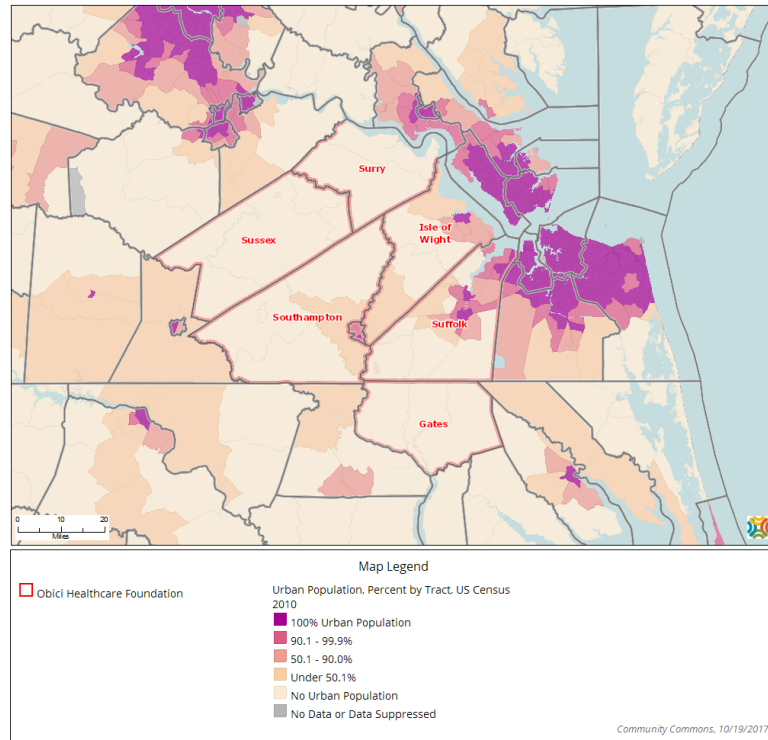 Surry
Sussex
Isle of
Wight
Southampton
Suffolk
Gates
0 10 20
Miles
Map Legend
Obici Healthcare Foundation
Urban Population, Percent by Tract, US Census
2010
100% Urban Population
90.1 - 99.9%
50.1 - 90.0%
Under 50.1%
No Urban Population
No Data or Data Suppressed
Community Commons, 10/19/2017